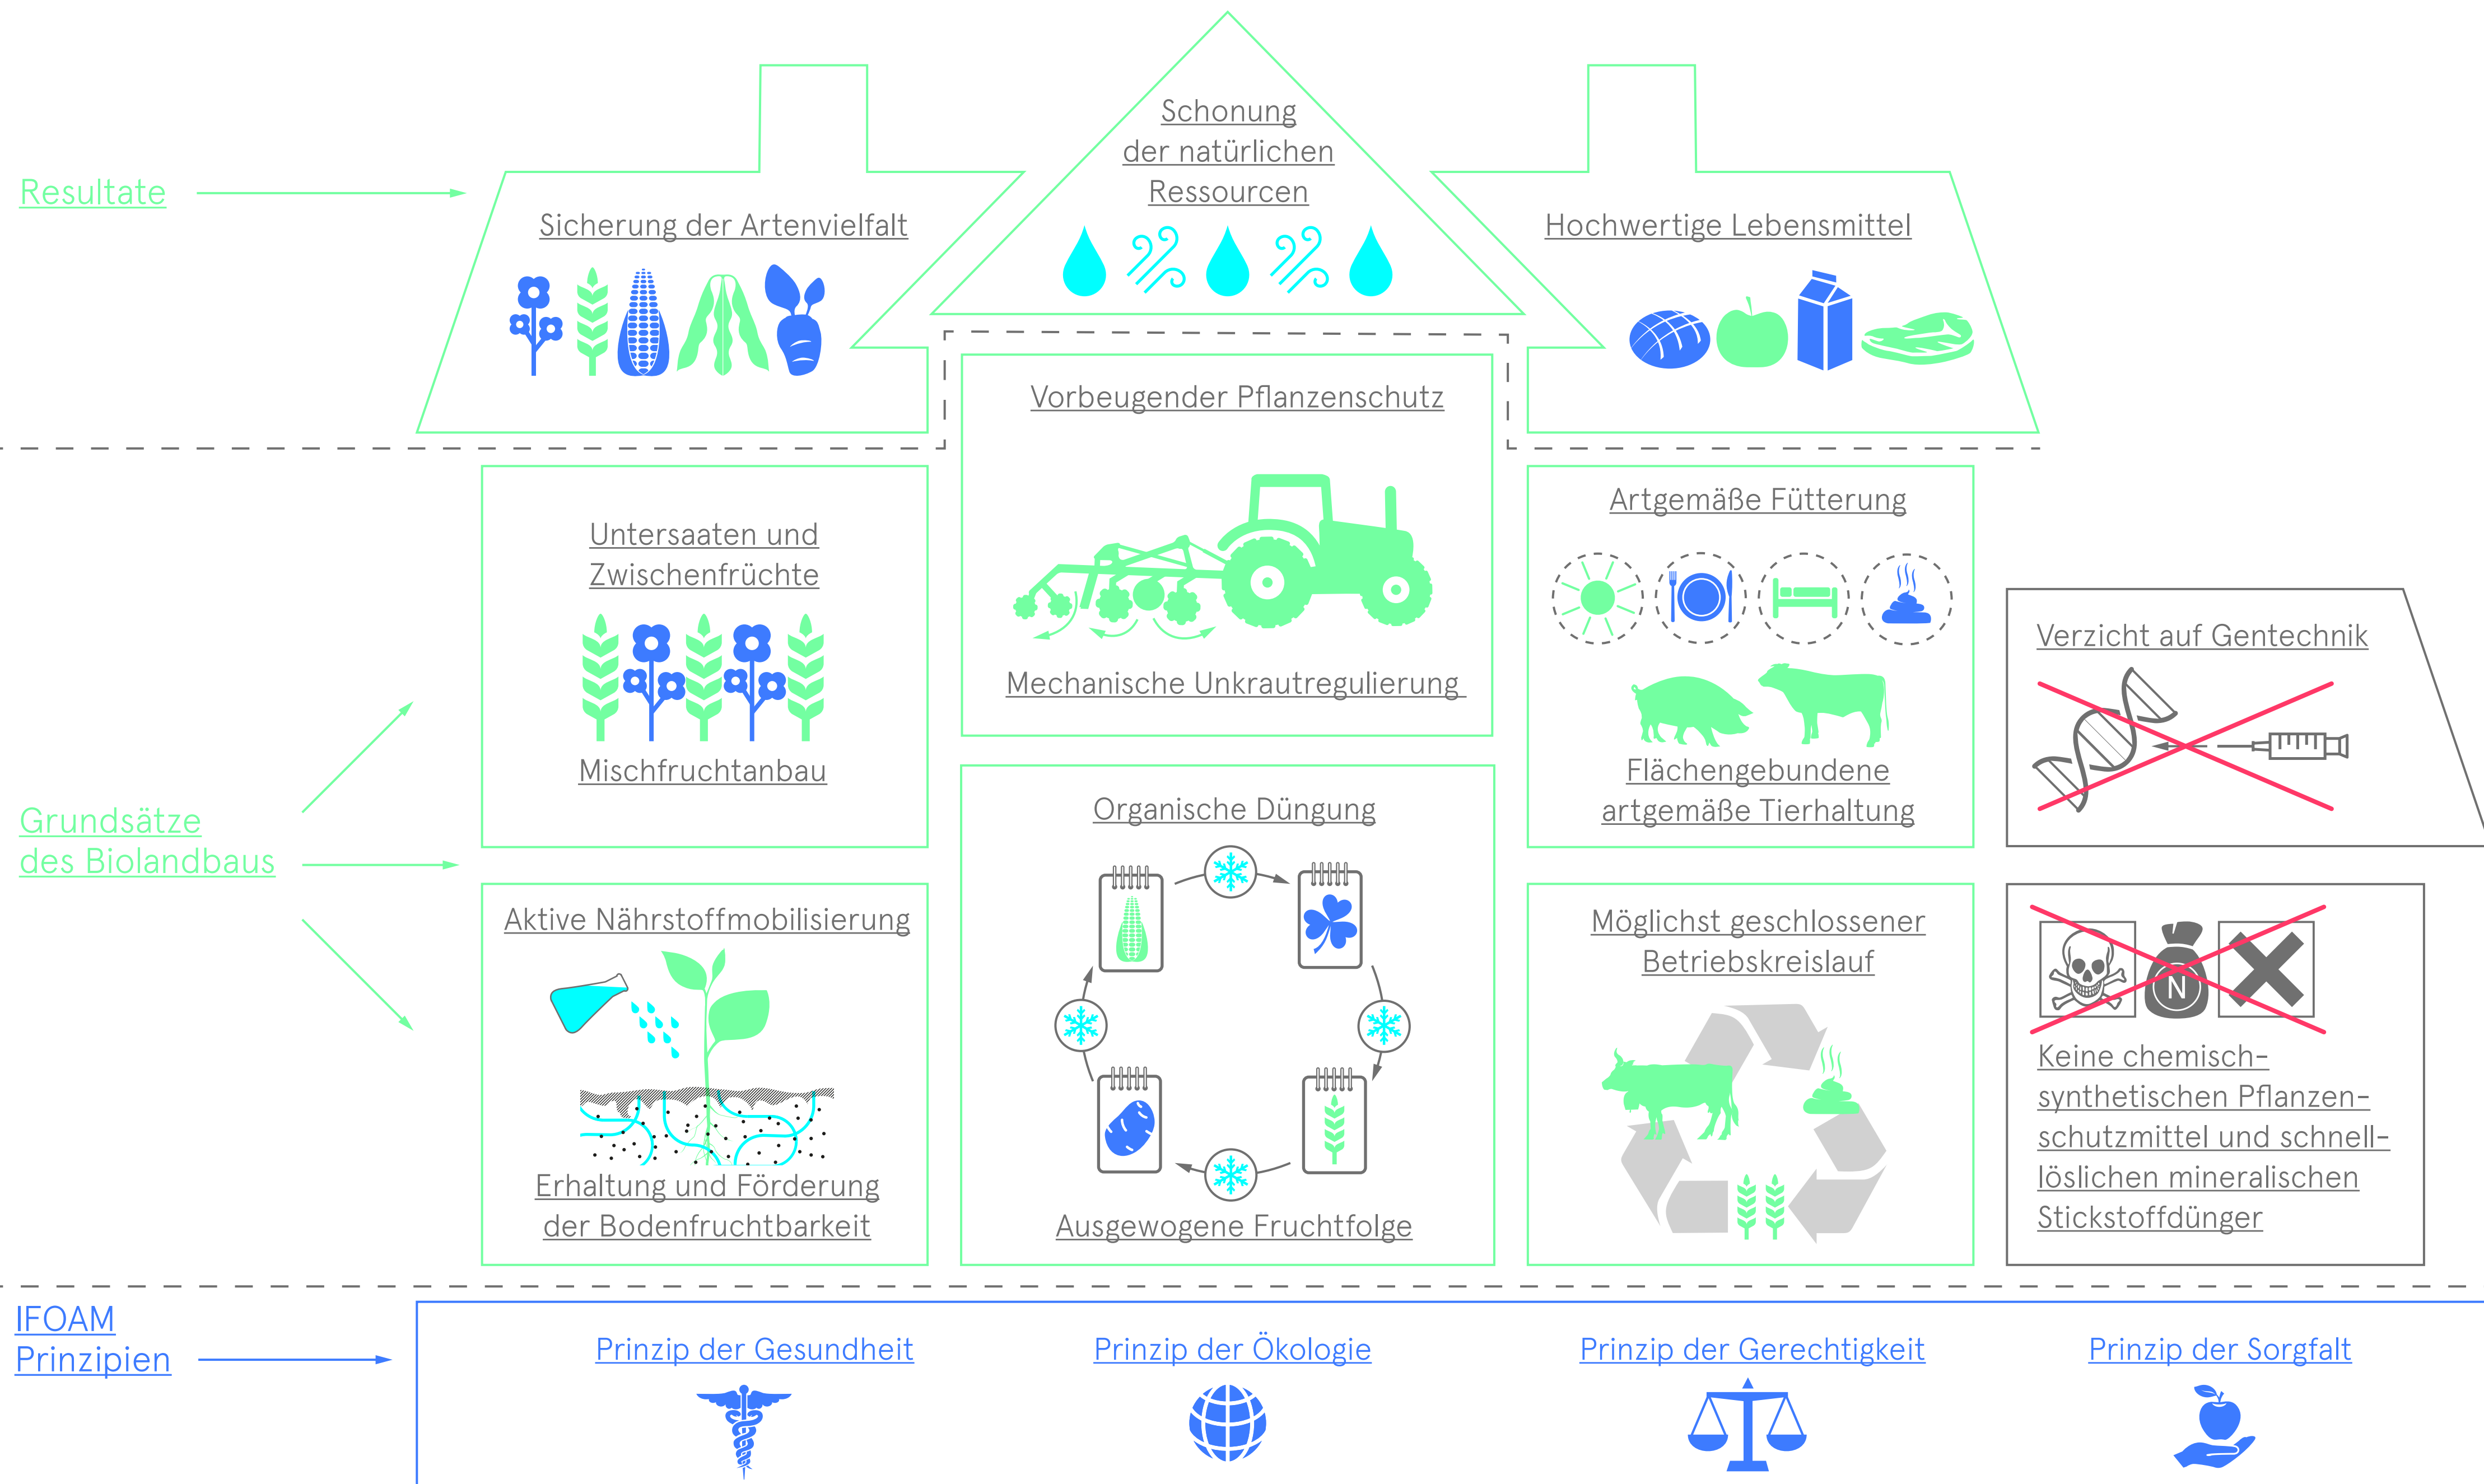 Resultate
Sicherung der Artenvielfalt
Schonung
der natürlichen
Ressourcen
Hochwertige Lebensmittel
Grundsätze
des Biolandbaus
Untersaaten und
Zwischenfrüchte
Mischfruchtanbau
Vorbeugender Pflanzenschutz
Mechanische Unkrautregulierung
Artgemäße Fütterung
Flächengebundene
artgemäße Tierhaltung
Verzicht auf Gentechnik
Aktive Nährstoffmobilisierung
Erhaltung und Förderung
der Bodenfruchtbarkeit
Organische Düngung
Ausgewogene Fruchtfolge
Möglichst geschlossener
Betriebskreislauf
N
Keine chemisch-
synthetischen Pflanzen-
schutzmittel und schnell-
löslichen mineralischen
Stickstoffdünger
IFOAM
Prinzipien
Prinzip der Gesundheit
Prinzip der Ökologie
Prinzip der Gerechtigkeit
Prinzip der Sorgfalt